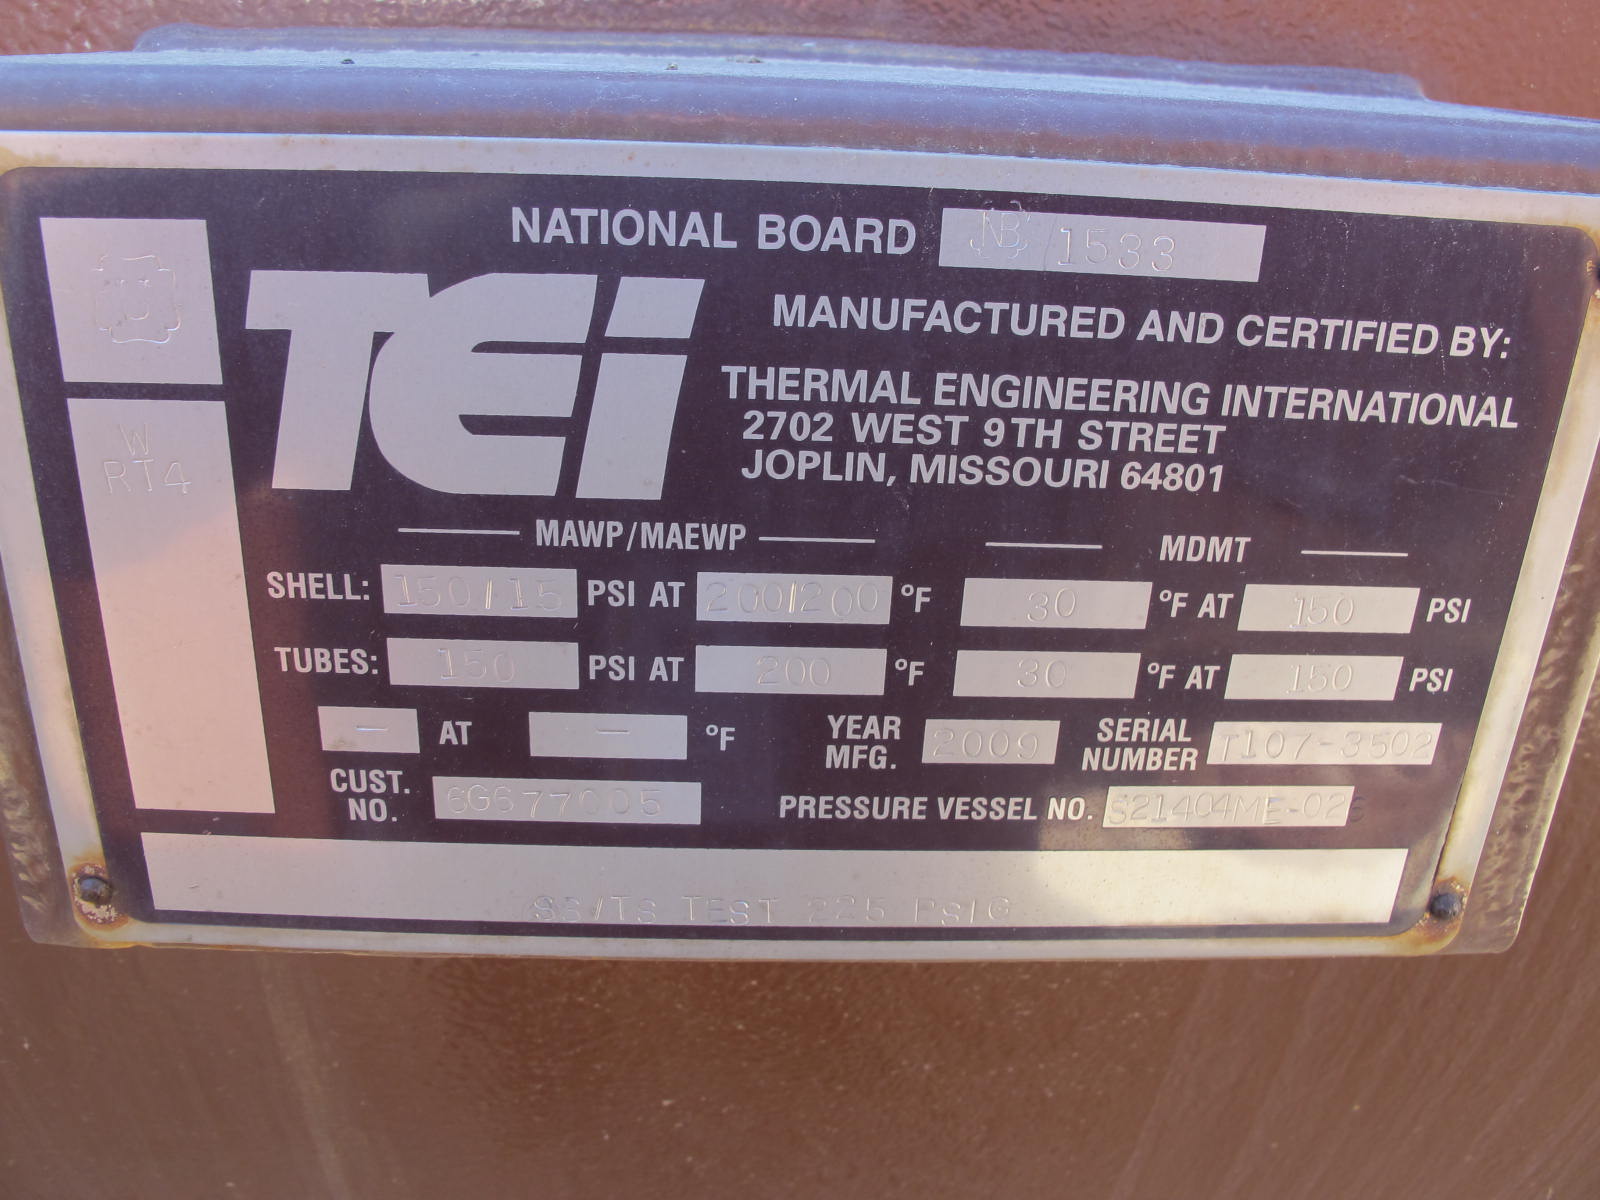 NATIONAL BOARD NB 1533
U
TEi
MANUFACTURED AND CERTIFIED BY:
THERMAL ENGINEERING INTERNATIONAL
2702 WEST 9TH STREET
JOPLIN, MISSOURI 64801
W
RT4
MAWP/MAEWP MDMT
SHELL: 150/15 PSI AT 200/200 °F 30 °F AT 150 PSI
TUBES: 150 PSI AT 200 °F 30 °F AT 150 PSI
- AT - °F YEAR MFG. 2009 SERIAL NUMBER T107-3502
CUST. NO. 6G677005 PRESSURE VESSEL NO.
SS/TS TEST 225 PSIG